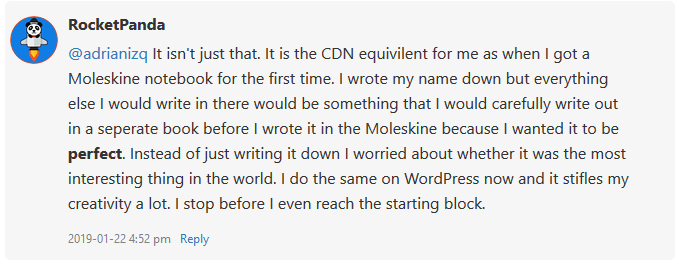 RocketPanda
@adrianizq It isn't just that. It is the CDN equivilent for me as when I got a
Moleskine notebook for the first time. I wrote my name down but everything
else I would write in there would be something that I would carefully write out
in a seperate book before I wrote it in the Moleskine because I wanted it to be
perfect. Instead of just writing it down I worried about whether it was the most
interesting thing in the world. I do the same on WordPress now and it stifles my
creativity a lot. I stop before I even reach the starting block.
2019-01-22 4:52 pm Reply